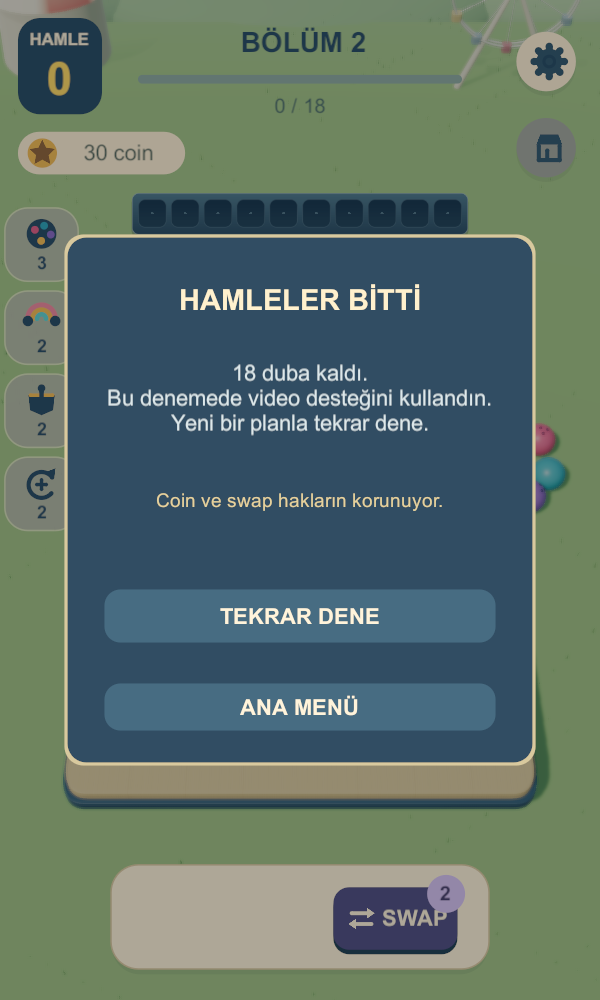 HAMLE
0
BÖLÜM 2
0 / 18
30 coin
3
2
2
2
HAMLELER BİTTİ
18 duba kaldı.
Bu denemede video desteğini kullandın.
Yeni bir planla tekrar dene.
Coin ve swap hakların korunuyor.
TEKRAR DENE
ANA MENÜ
2
SWAP